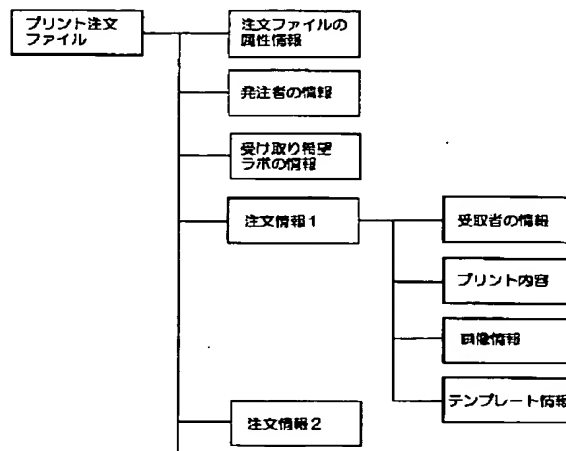 プリント注文
ファイル
注文ファイルの
属性情報
発注者の情報
受け取り希望
ラボの情報
注文情報1
受取者の情報
プリント内容
画像情報
テンプレート情報
注文情報2